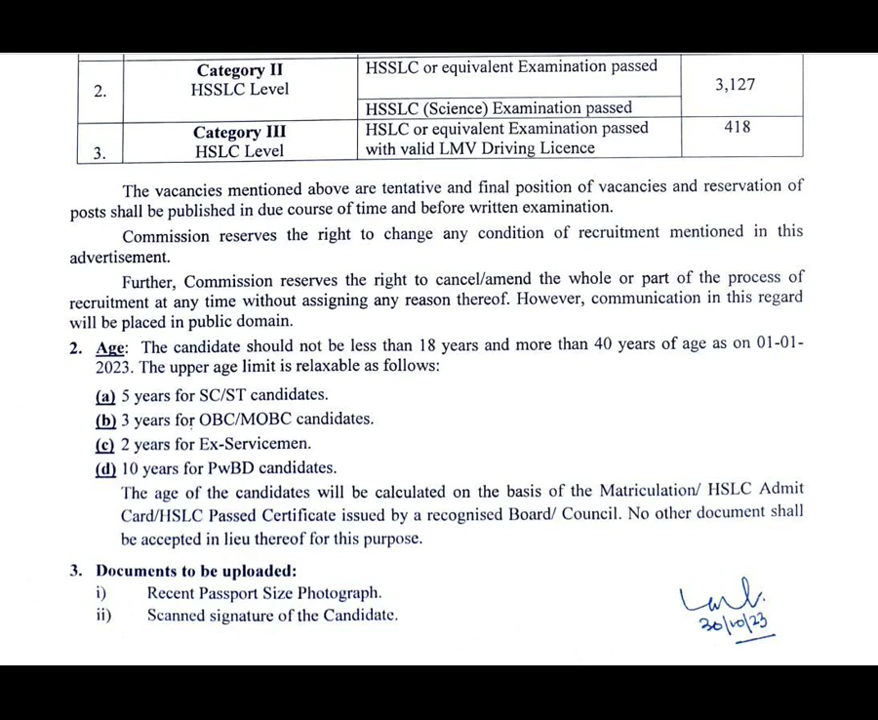 2. Category II HSSLC or equivalent Examination passed 3,127
HSSLC Level
HSSLC (Science) Examination passed
3. Category III HSLC or equivalent Examination passed 418
HSLC Level with valid LMV Driving Licence
The vacancies mentioned above are tentative and final position of vacancies and reservation of
posts shall be published in due course of time and before written examination.
Commission reserves the right to change any condition of recruitment mentioned in this
advertisement.
Further, Commission reserves the right to cancel/amend the whole or part of the process of
recruitment at any time without assigning any reason thereof. However, communication in this regard
will be placed in public domain.
2. Age: The candidate should not be less than 18 years and more than 40 years of age as on 01-01-
2023. The upper age limit is relaxable as follows:
(a) 5 years for SC/ST candidates.
(b) 3 years for OBC/MOBC candidates.
(c) 2 years for Ex-Servicemen.
(d) 10 years for PwBD candidates.
The age of the candidates will be calculated on the basis of the Matriculation/ HSLC Admit
Card/HSLC Passed Certificate issued by a recognised Board/ Council. No other document shall
be accepted in lieu thereof for this purpose.
3. Documents to be uploaded:
i) Recent Passport Size Photograph.
ii) Scanned signature of the Candidate.
30/10/23